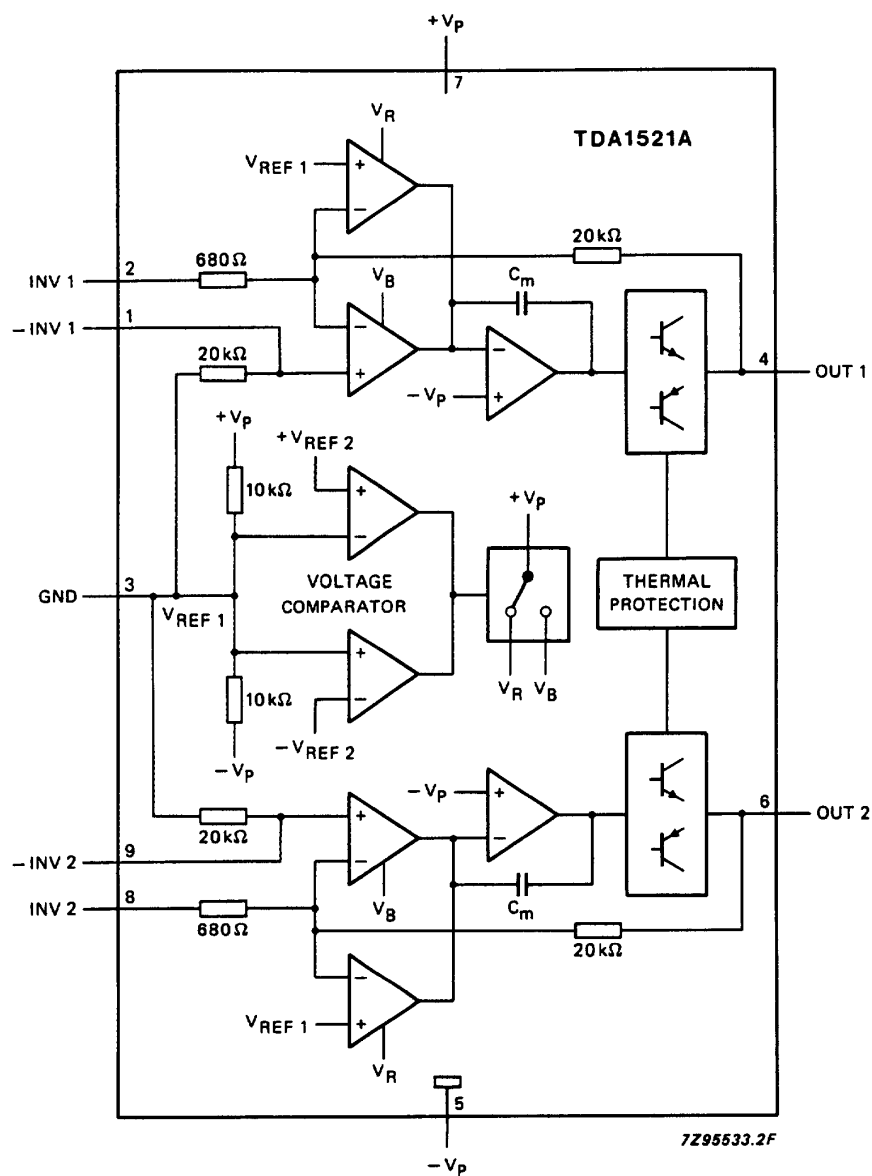 +VP
7
TDA1521A
VR
VREF 1
680Ω
20kΩ
INV 1
2
VB
Cm
−INV 1
1
20kΩ
−VP
4
OUT 1
+VP
+VREF 2
10kΩ
+VP
GND
3
VREF 1
VOLTAGE
COMPARATOR
THERMAL
PROTECTION
VR
VB
10kΩ
−VREF 2
−VP
−VP
6
OUT 2
20kΩ
−INV 2
9
INV 2
8
VB
Cm
680Ω
20kΩ
VREF 1
VR
5
−VP
7Z95533.2F
+
−
−
+
−
+
+
−
+
−
+
−
+
−
−
+